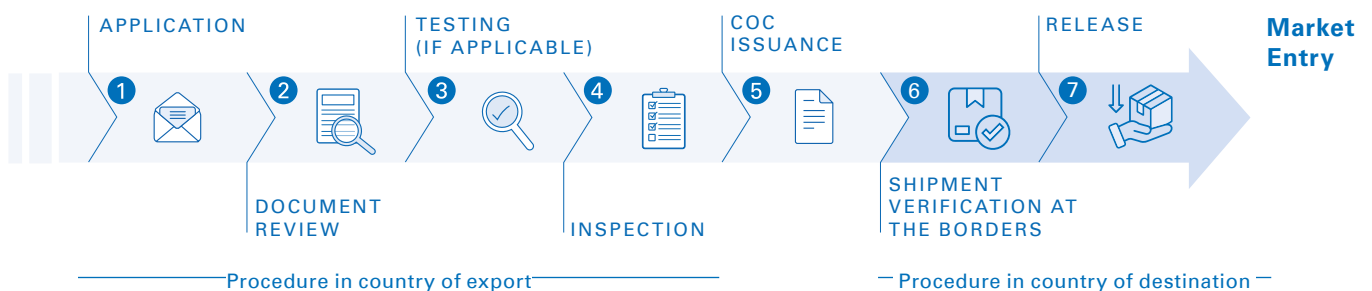 1
APPLICATION
2
DOCUMENT
REVIEW
3
TESTING
(IF APPLICABLE)
4
INSPECTION
5
COC
ISSUANCE
6
SHIPMENT
VERIFICATION AT
THE BORDERS
7
RELEASE
Market
Entry
Procedure in country of export
Procedure in country of destination